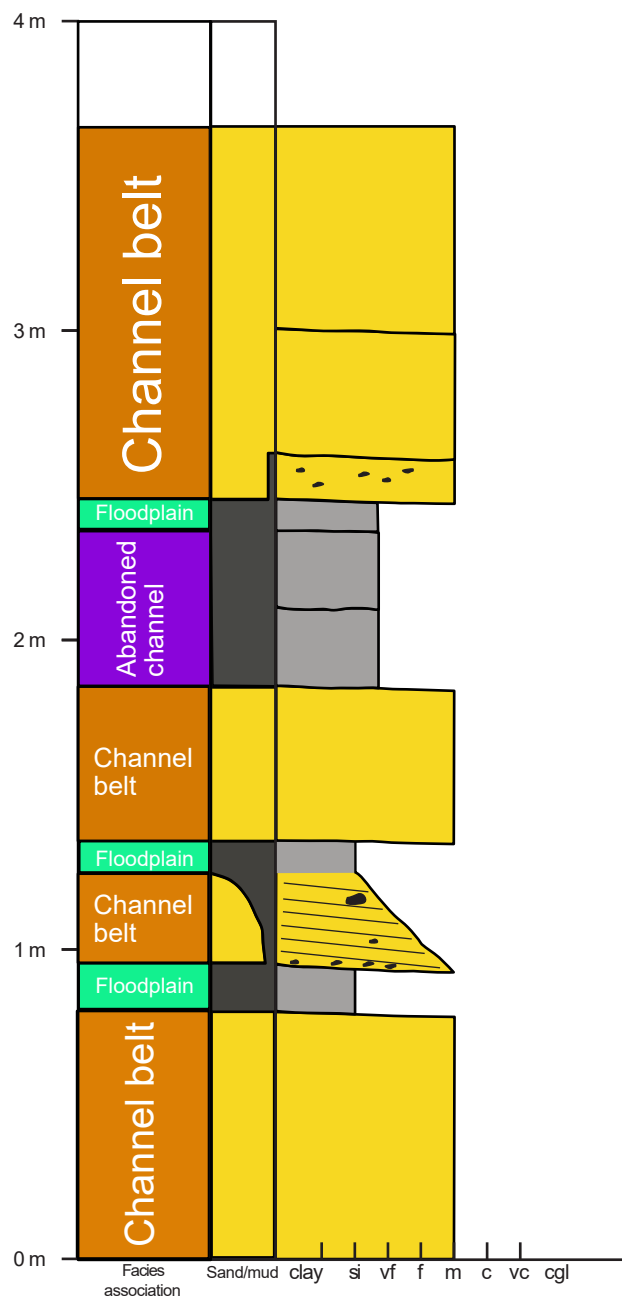 4 m
Channel belt
3 m
Floodplain
Abandoned
channel
2 m
Channel
belt
Floodplain
Channel
belt
1 m
Floodplain
Channel belt
0 m
Facies
association
Sand/mud
clay si vf f m c vc cgl